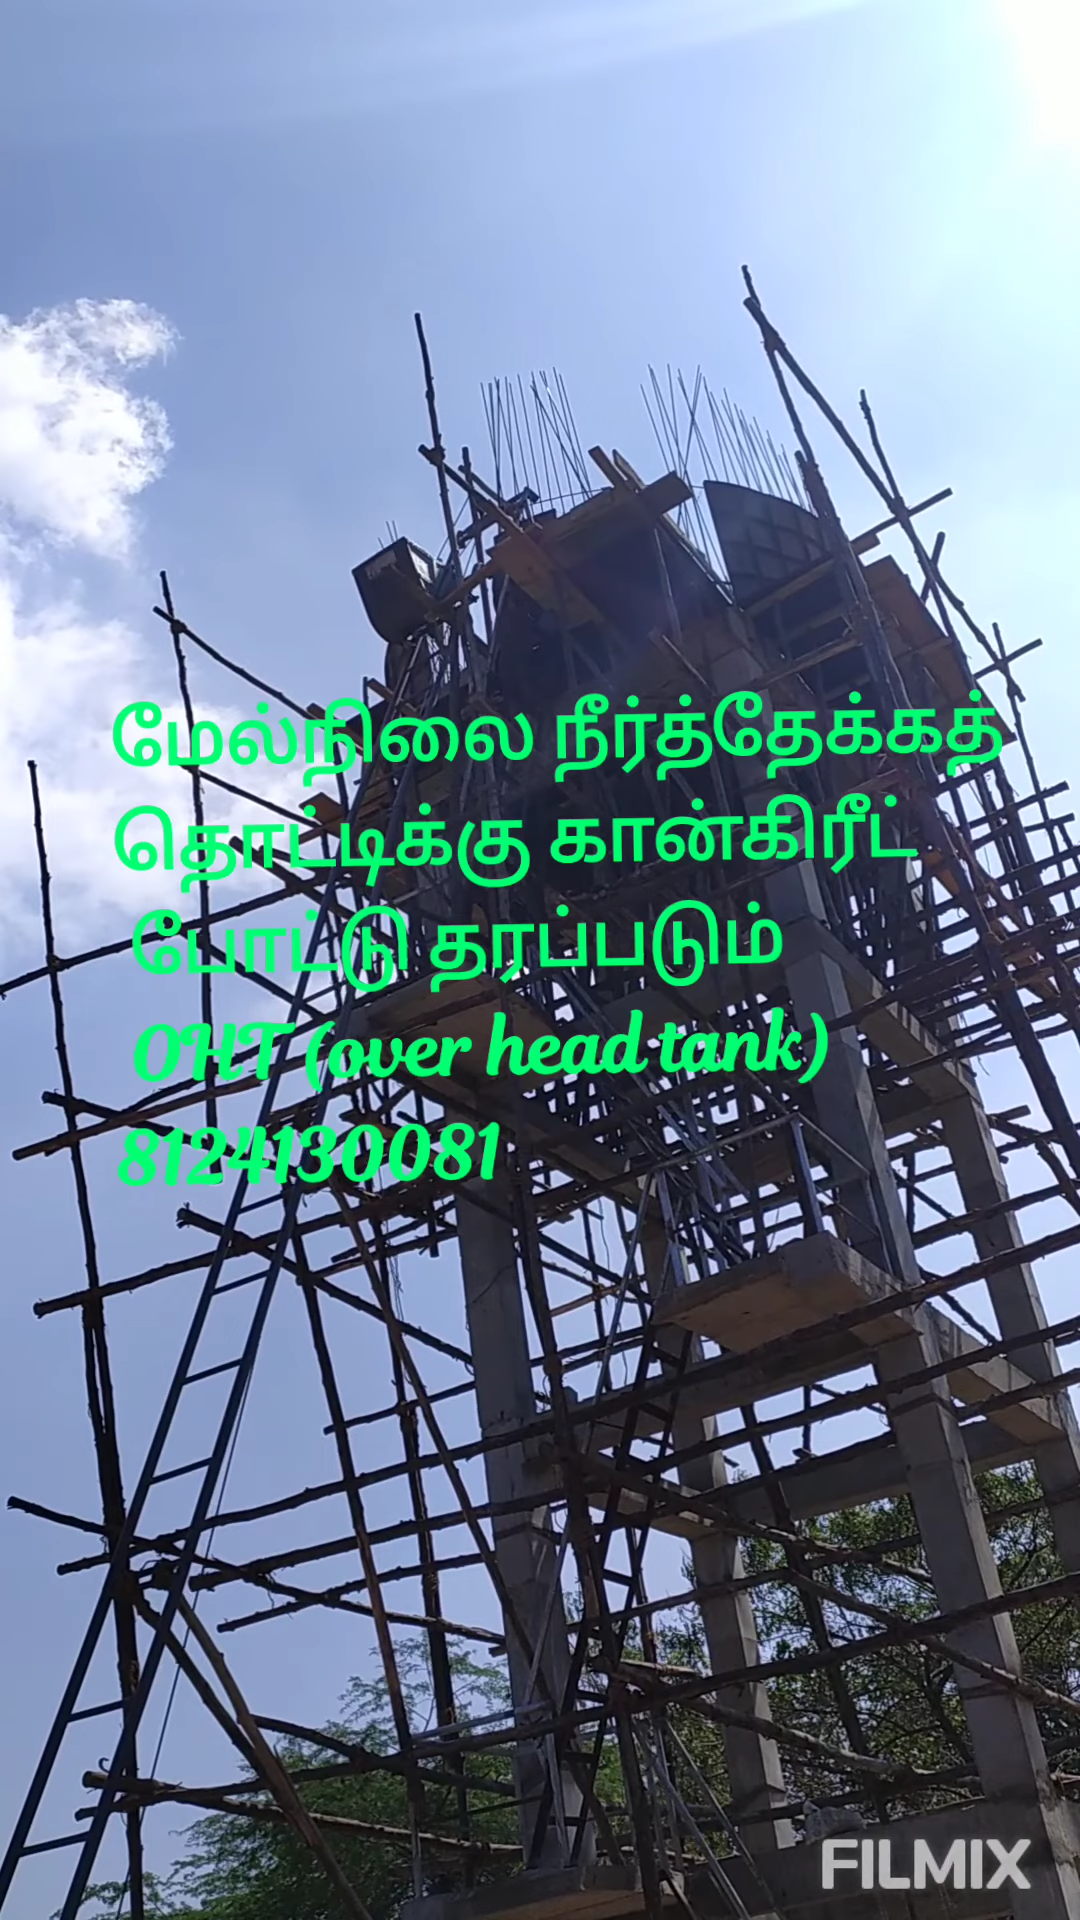 மேல்நிலை நீர்த்தேக்கத்
தொட்டிக்கு கான்கிரீட்
போட்டு தரப்படும்
OHT (over head tank)
8124130081
FILMIX